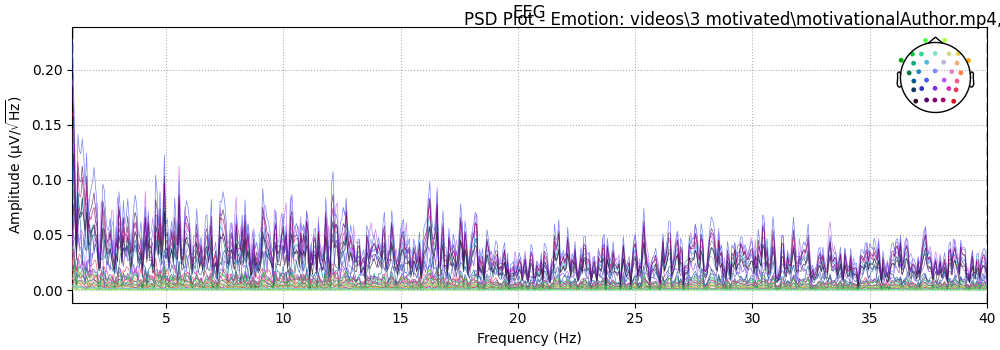 EEG
PSD Plot - Emotion: videos\3 motivated\motivationalAuthor.mp4,
Amplitude (µV/√Hz)
0.20
0.15
0.10
0.05
0.00
5 10 15 20 25 30 35 40
Frequency (Hz)